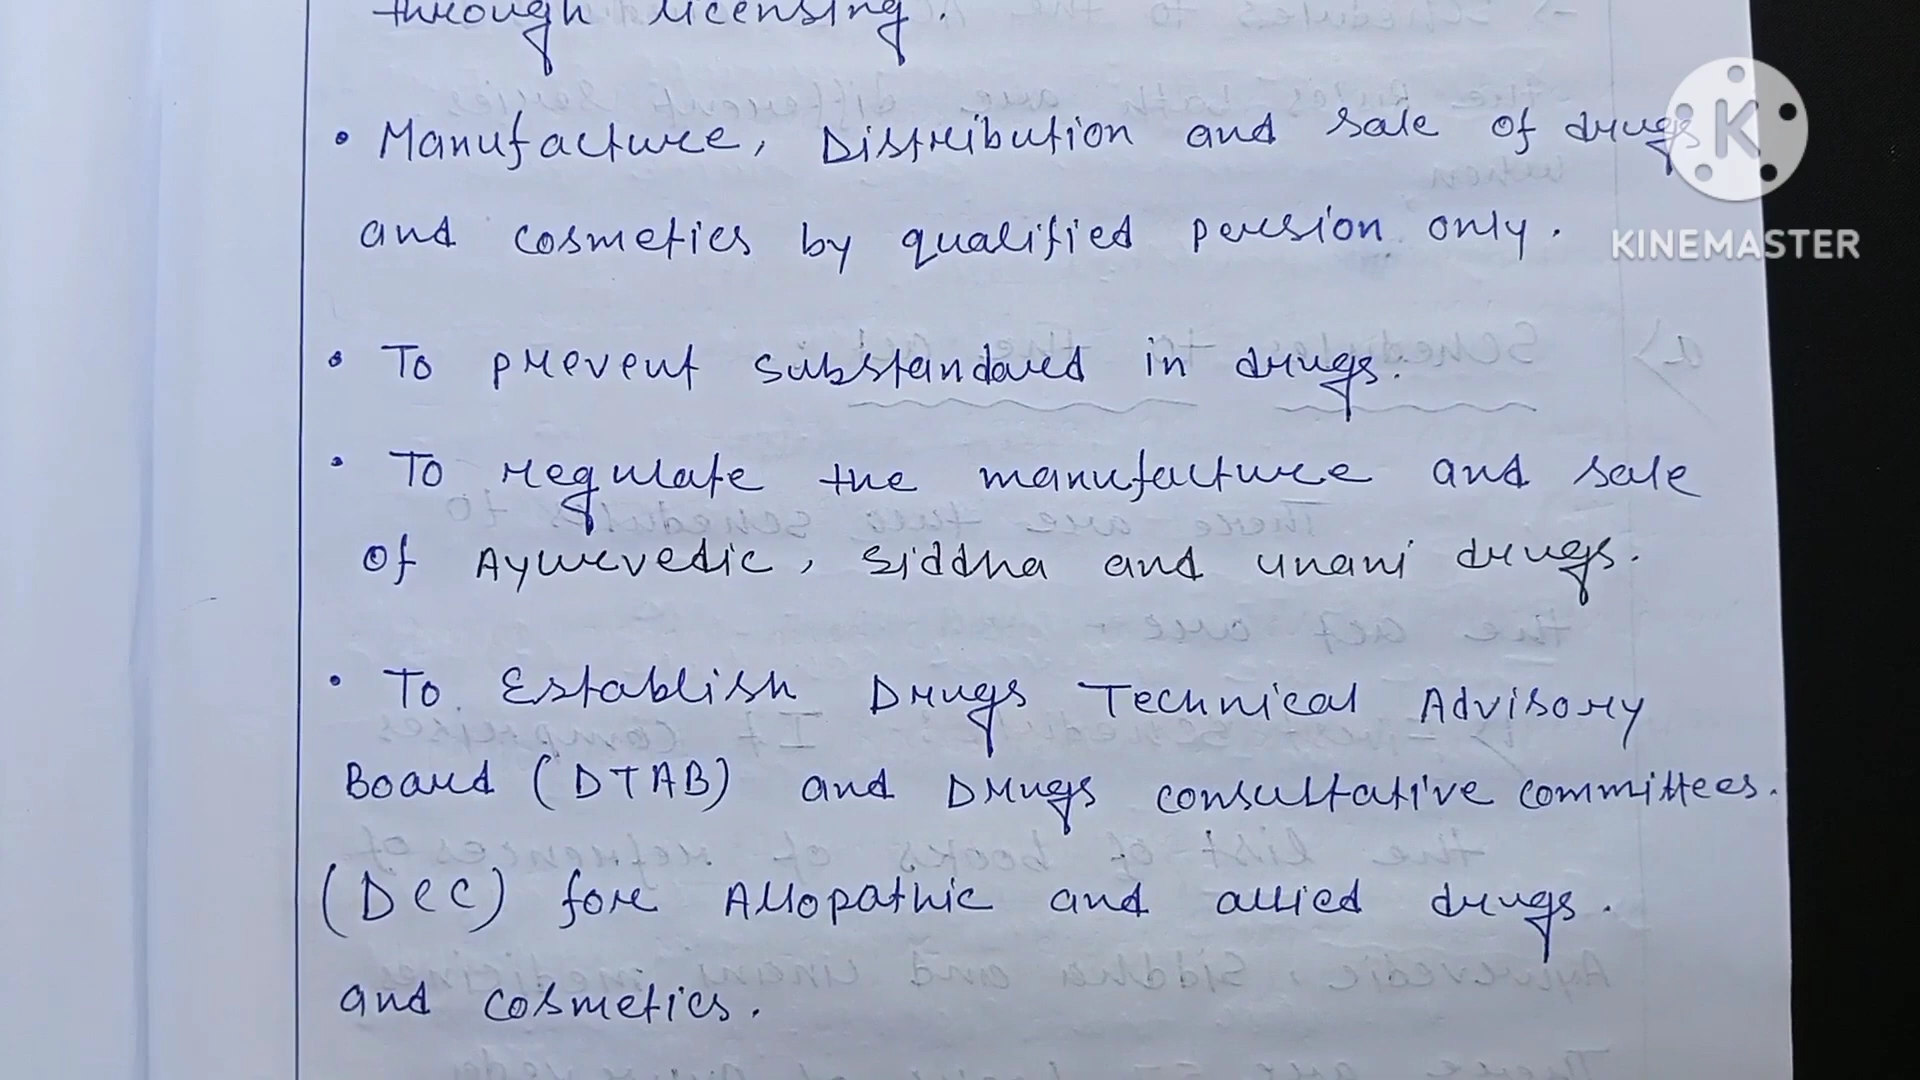 through licensing.
• Manufacture, Distribution and sale of drugs
and cosmetics by qualified persion only.
• To prevent substandard in drugs.
• To regulate the manufacture and sale
of Ayurvedic, Siddha and unani drugs.
• To Establish Drugs Technical Advisory
Board (DTAB) and Drugs consultative committees.
(DCC) fore Allopathic and allied drugs.
and cosmetics.
KINEMASTER